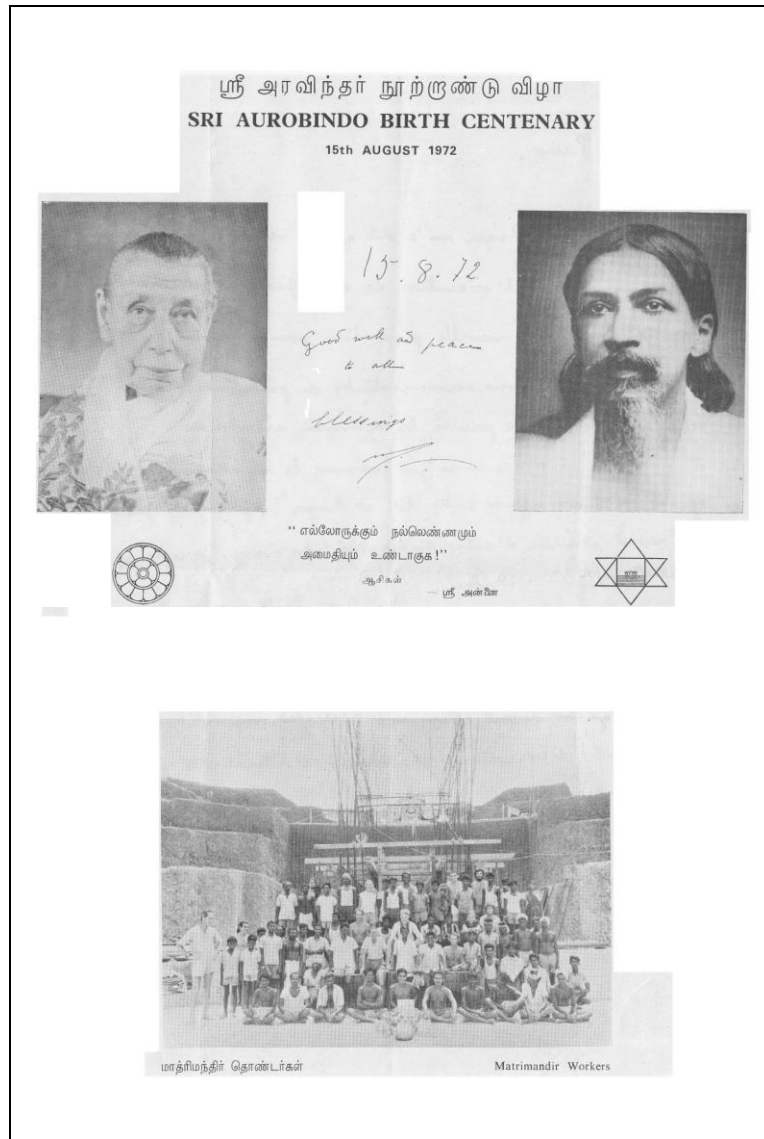 ஸ்ரீ அரவிந்தர் நூற்றாண்டு விழா
SRI AUROBINDO BIRTH CENTENARY
15th AUGUST 1972
15.8.72
Good will and peace
to all
blessings
“ எல்லோருக்கும் நல்லெண்ணமும்
அமைதியும் உண்டாகுக !”
ஆசிகள்
— ஸ்ரீ அன்னை
மாத்ரிமந்திர் தொண்டர்கள்
Matrimandir Workers